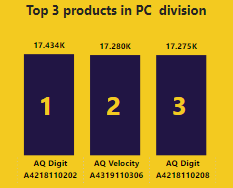 Top 3 products in PC division
17.434K 17.280K 17.275K
1 2 3
AQ Digit AQ Velocity AQ Digit
A4218110202 A4319110306 A4218110208